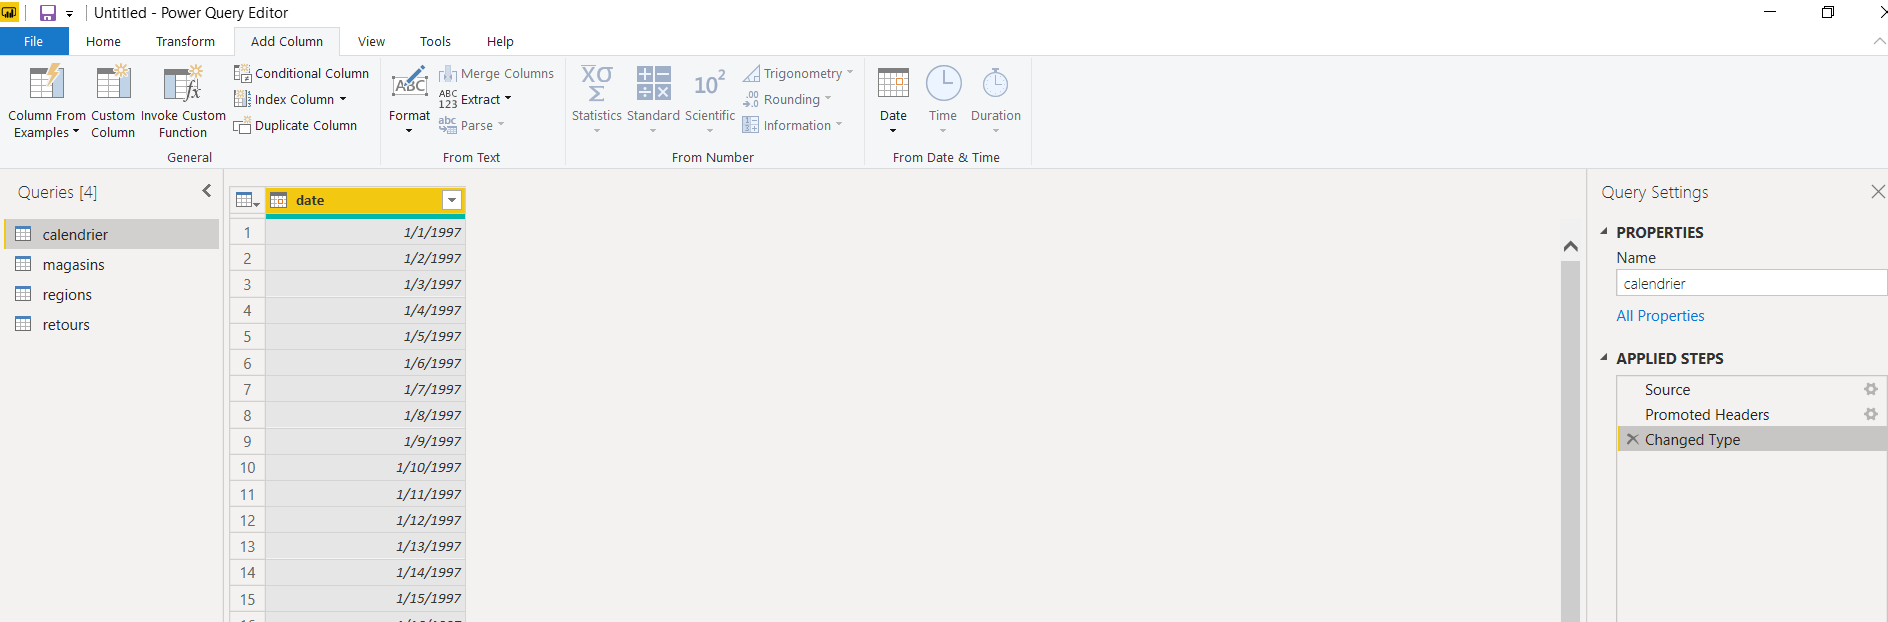 Untitled - Power Query Editor
File Home Transform Add Column View Tools Help
Column From Examples
Custom Column
Invoke Custom Function
Conditional Column
Index Column
Duplicate Column
General
ABC
Format
Merge Columns
ABC 123 Extract
abc Parse
From Text
XΣσ Statistics
Standard
10² Scientific
Trigonometry
.00 →.0 Rounding
Information
From Number
Date
Time
Duration
From Date & Time
Queries [4]
calendrier
magasins
regions
retours
date
1 1/1/1997
2 1/2/1997
3 1/3/1997
4 1/4/1997
5 1/5/1997
6 1/6/1997
7 1/7/1997
8 1/8/1997
9 1/9/1997
10 1/10/1997
11 1/11/1997
12 1/12/1997
13 1/13/1997
14 1/14/1997
15 1/15/1997
Query Settings
PROPERTIES
Name
calendrier
All Properties
APPLIED STEPS
Source
Promoted Headers
Changed Type